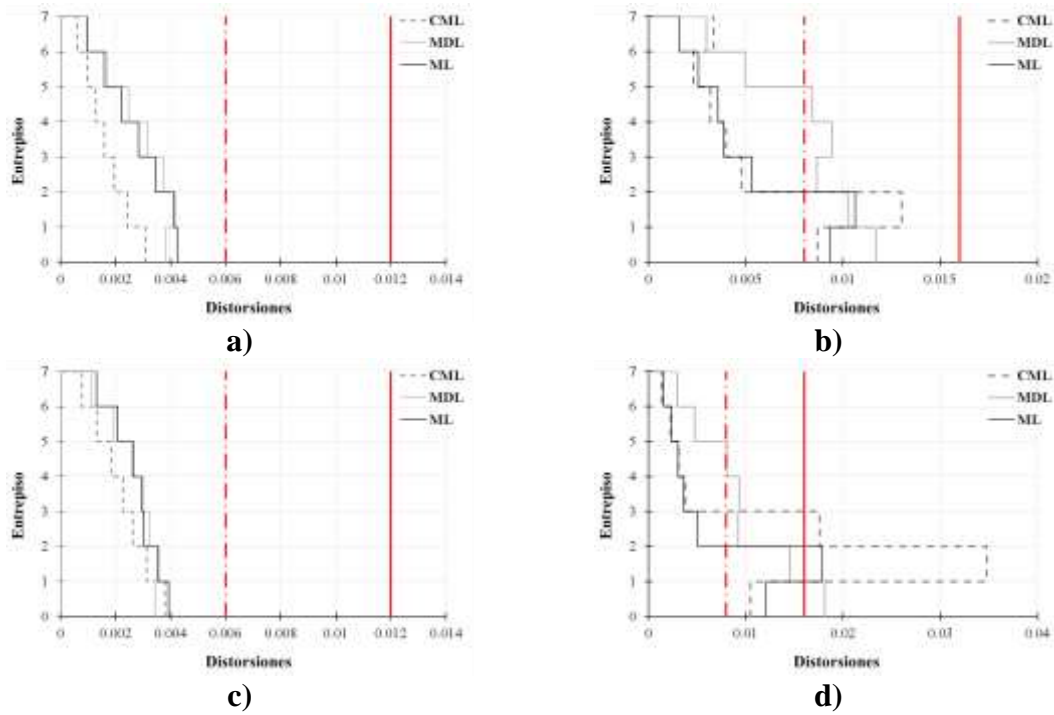 7
6
5
4
3
2
1
0
Entrepiso
0
0.002
0.004
0.006
0.008
0.01
0.012
0.014
Distorsiones
CML
MDL
ML
a)
7
6
5
4
3
2
1
0
Entrepiso
0
0.005
0.01
0.015
0.02
Distorsiones
CML
MDL
ML
b)
7
6
5
4
3
2
1
0
Entrepiso
0
0.002
0.004
0.006
0.008
0.01
0.012
0.014
Distorsiones
CML
MDL
ML
c)
7
6
5
4
3
2
1
0
Entrepiso
0
0.01
0.02
0.03
0.04
Distorsiones
CML
MDL
ML
d)